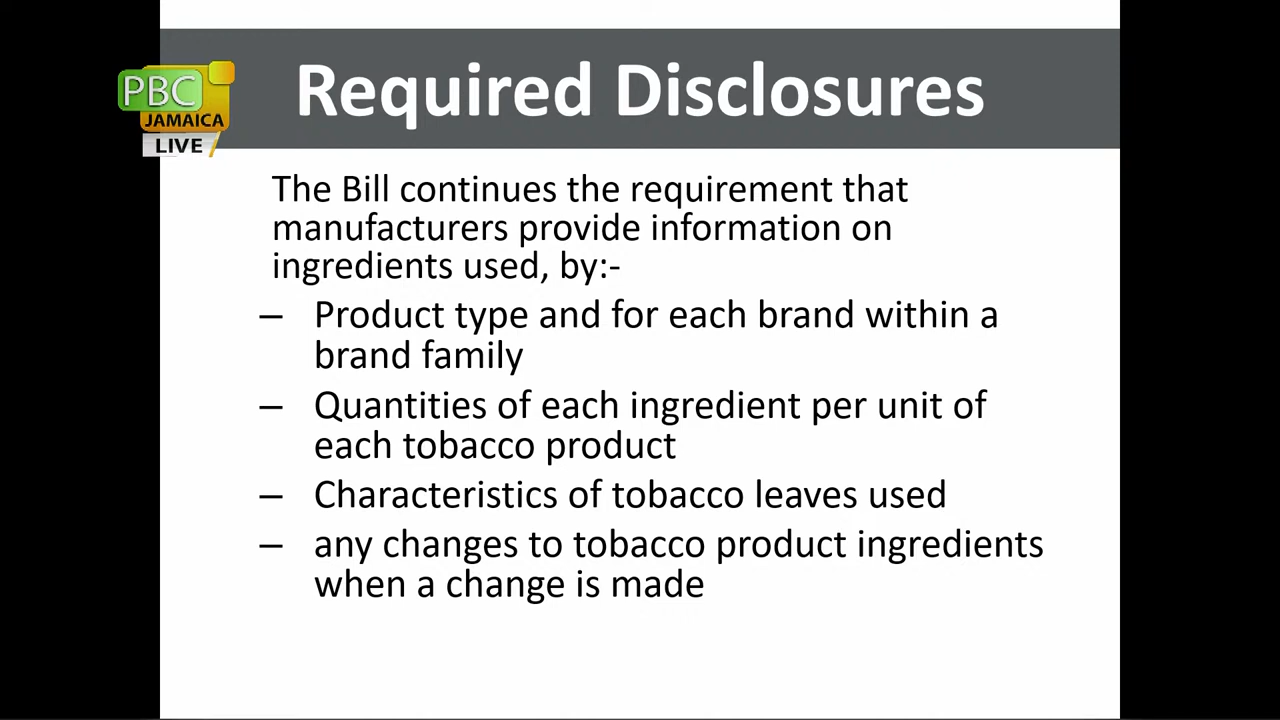 PBC
JAMAICA
LIVE
Required Disclosures
The Bill continues the requirement that
manufacturers provide information on
ingredients used, by:-
– Product type and for each brand within a
brand family
– Quantities of each ingredient per unit of
each tobacco product
– Characteristics of tobacco leaves used
– any changes to tobacco product ingredients
when a change is made